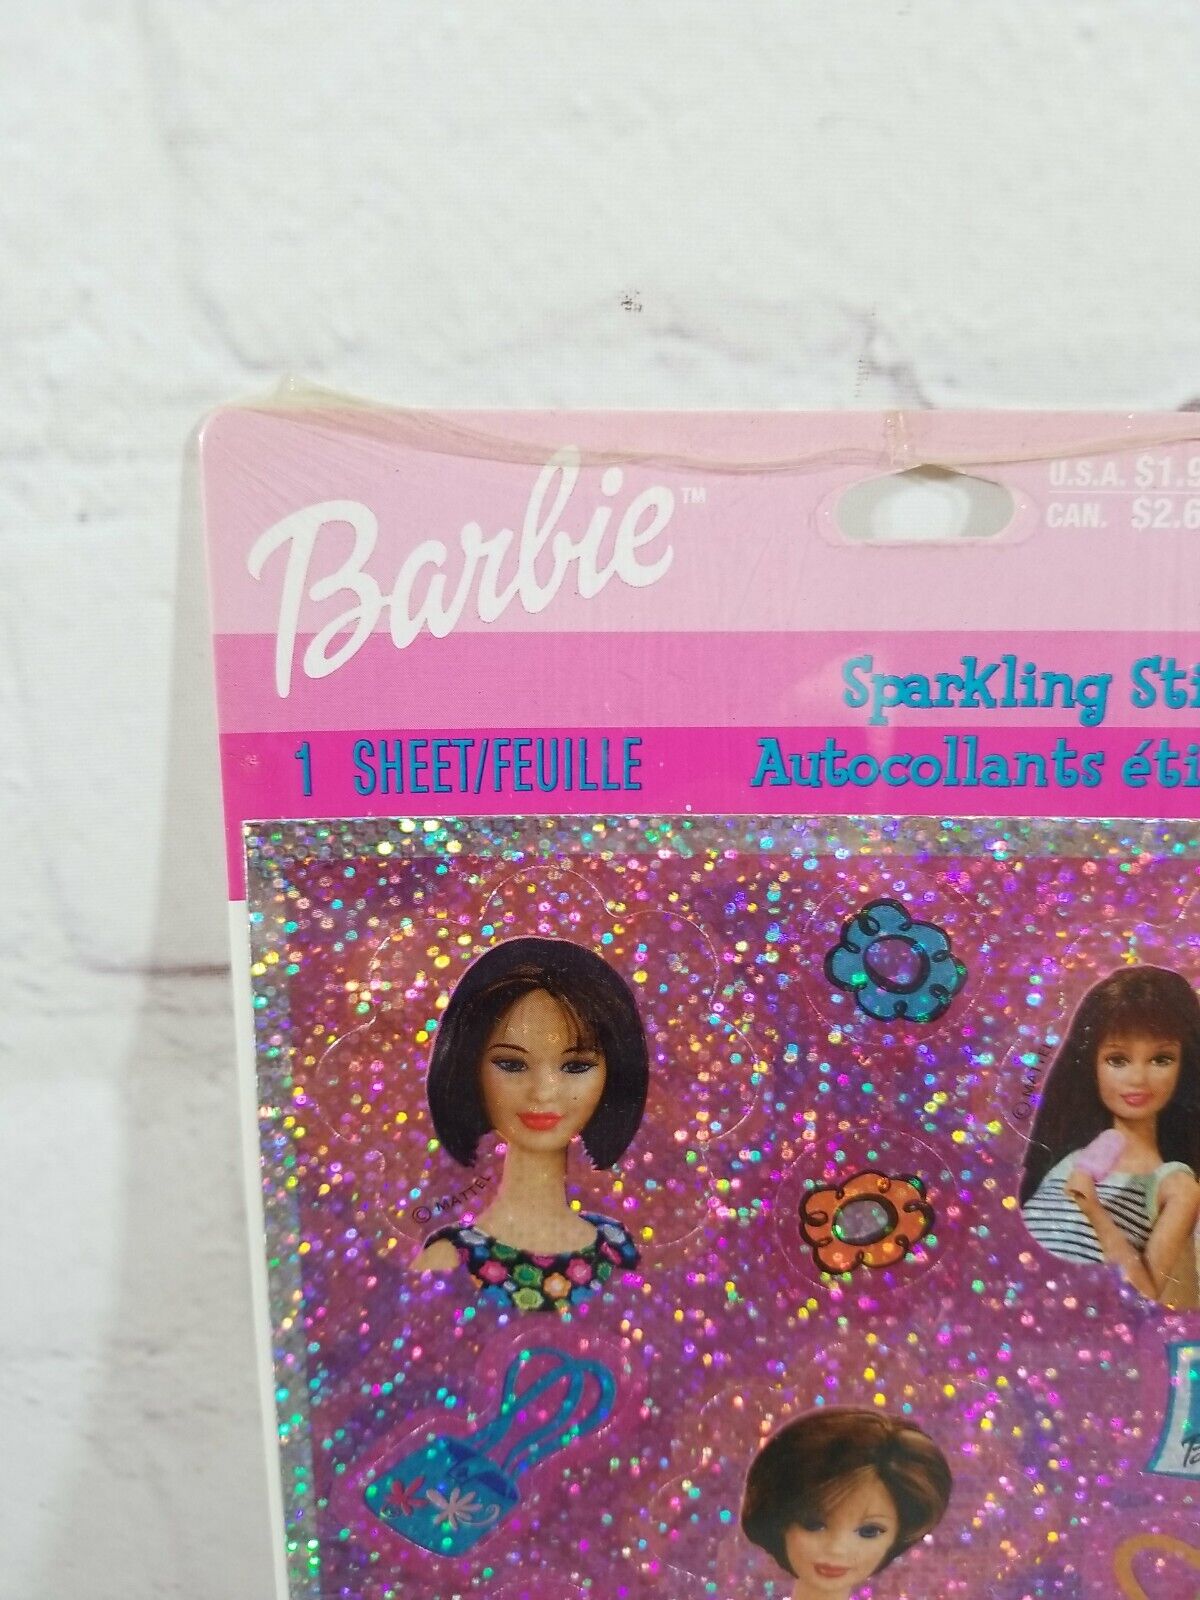 Barbie™
U.S.A. $1.9
CAN. $2.6
Sparkling Sti
1 SHEET/FEUILLE
Autocollants éti
© MATTEL
© MATTEL